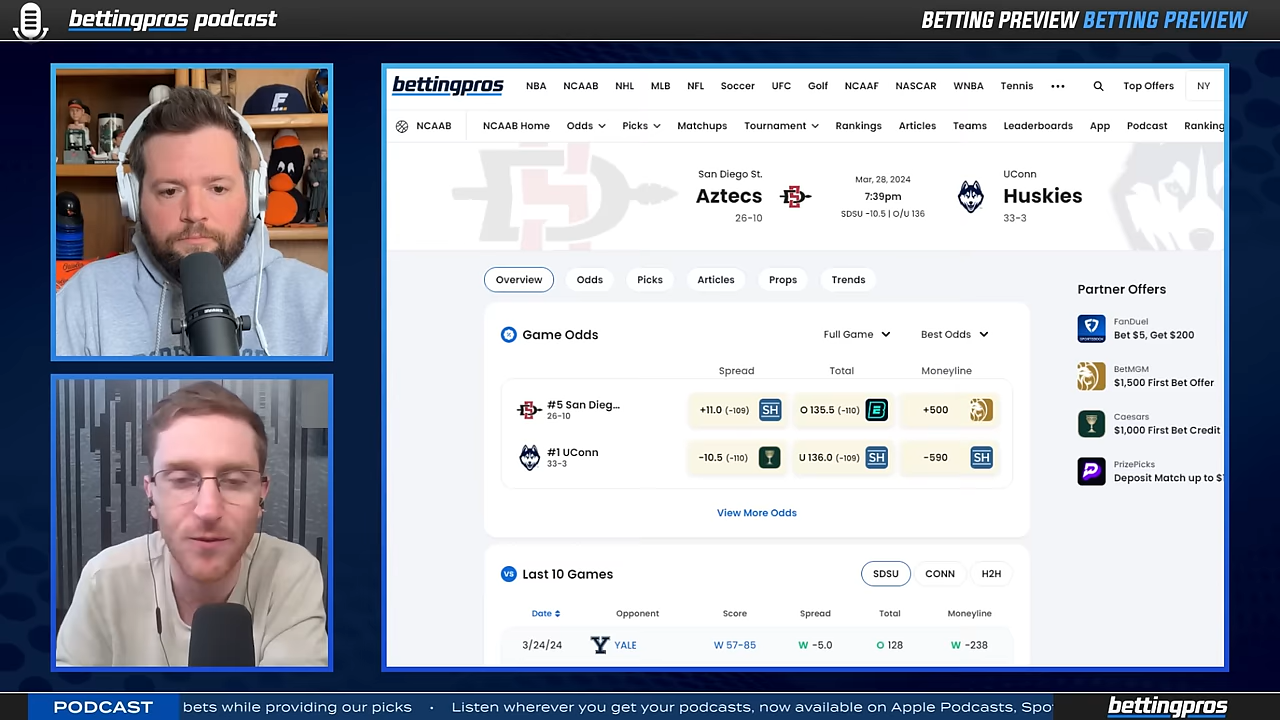 bettingpros podcast
BETTING PREVIEW BETTING PREVIEW
bettingpros NBA NCAAB NHL MLB NFL Soccer UFC Golf NCAAF NASCAR WNBA Tennis ••• Top Offers NY
NCAAB NCAAB Home Odds Picks Matchups Tournament Rankings Articles Teams Leaderboards App Podcast Ranking
San Diego St.
Aztecs
26-10
Mar, 28, 2024
7:39pm
SDSU -10.5 | O/U 136
UConn
Huskies
33-3
Overview Odds Picks Articles Props Trends
Game Odds Full Game Best Odds
Spread Total Moneyline
#5 San Dieg...
26-10
+11.0 (-109) SH O 135.5 (-110) +500
#1 UConn
33-3
-10.5 (-110) U 136.0 (-109) SH -590 SH
View More Odds
VS Last 10 Games SDSU CONN H2H
Date Opponent Score Spread Total Moneyline
3/24/24 YALE W 57-85 W -5.0 O 128 W -238
Partner Offers
FanDuel
Bet $5, Get $200
BetMGM
$1,500 First Bet Offer
Caesars
$1,000 First Bet Credit
PrizePicks
Deposit Match up to $1
PODCAST bets while providing our picks • Listen wherever you get your podcasts, now available on Apple Podcasts, Spo
bettingpros